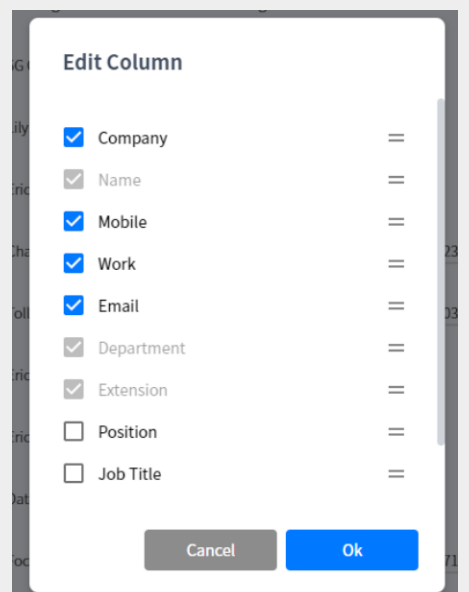 Edit Column
Company
Name
Mobile
Work
Email
Department
Extension
Position
Job Title
Cancel
Ok